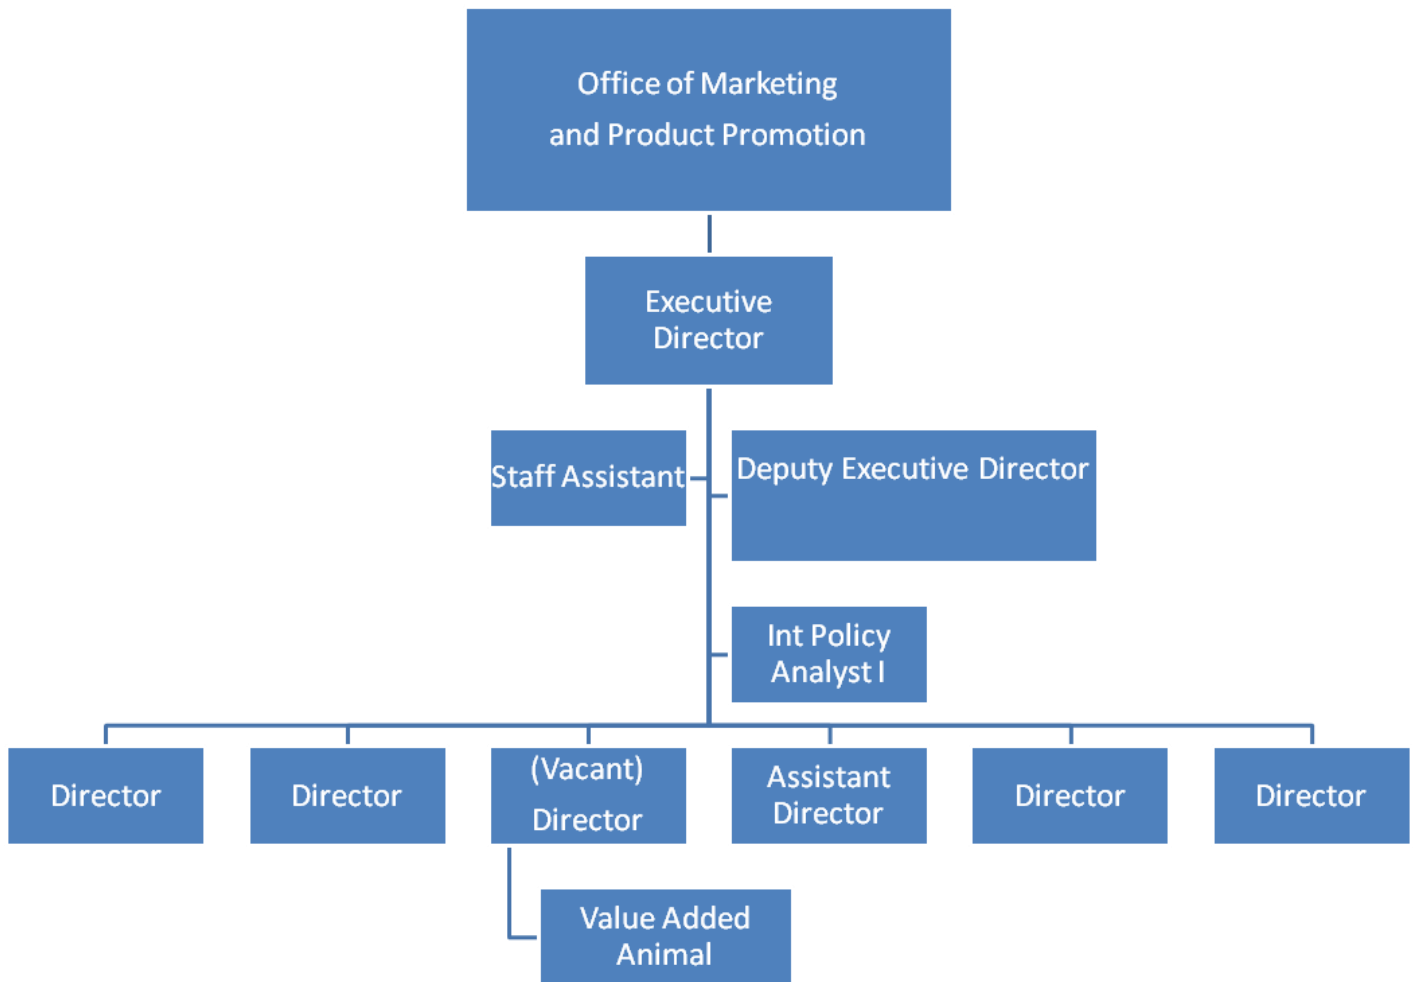 Office of Marketing
and Product Promotion
Executive
Director
Staff Assistant
Deputy Executive Director
Int Policy
Analyst I
Director
Director
(Vacant)
Director
Assistant
Director
Director
Director
Value Added
Animal